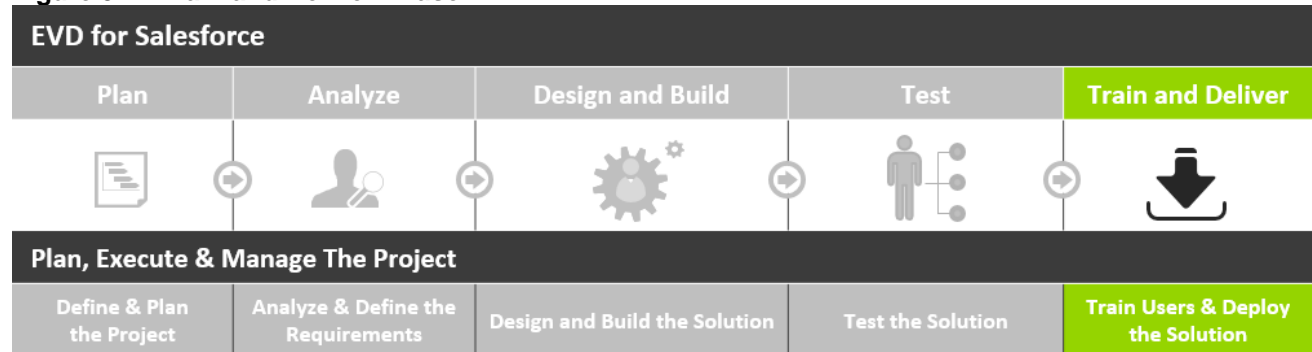 EVD for Salesforce
Plan
Analyze
Design and Build
Test
Train and Deliver
Plan, Execute & Manage The Project
Define & Plan
the Project
Analyze & Define the
Requirements
Design and Build the Solution
Test the Solution
Train Users & Deploy
the Solution